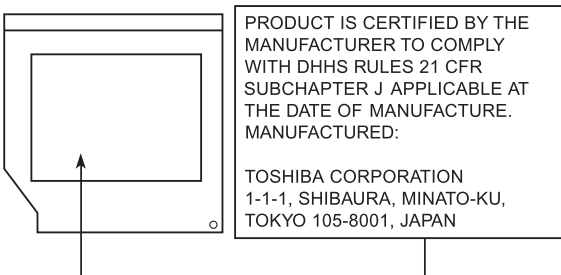 PRODUCT IS CERTIFIED BY THE
MANUFACTURER TO COMPLY
WITH DHHS RULES 21 CFR
SUBCHAPTER J APPLICABLE AT
THE DATE OF MANUFACTURE.
MANUFACTURED:
TOSHIBA CORPORATION
1-1-1, SHIBAURA, MINATO-KU,
TOKYO 105-8001, JAPAN